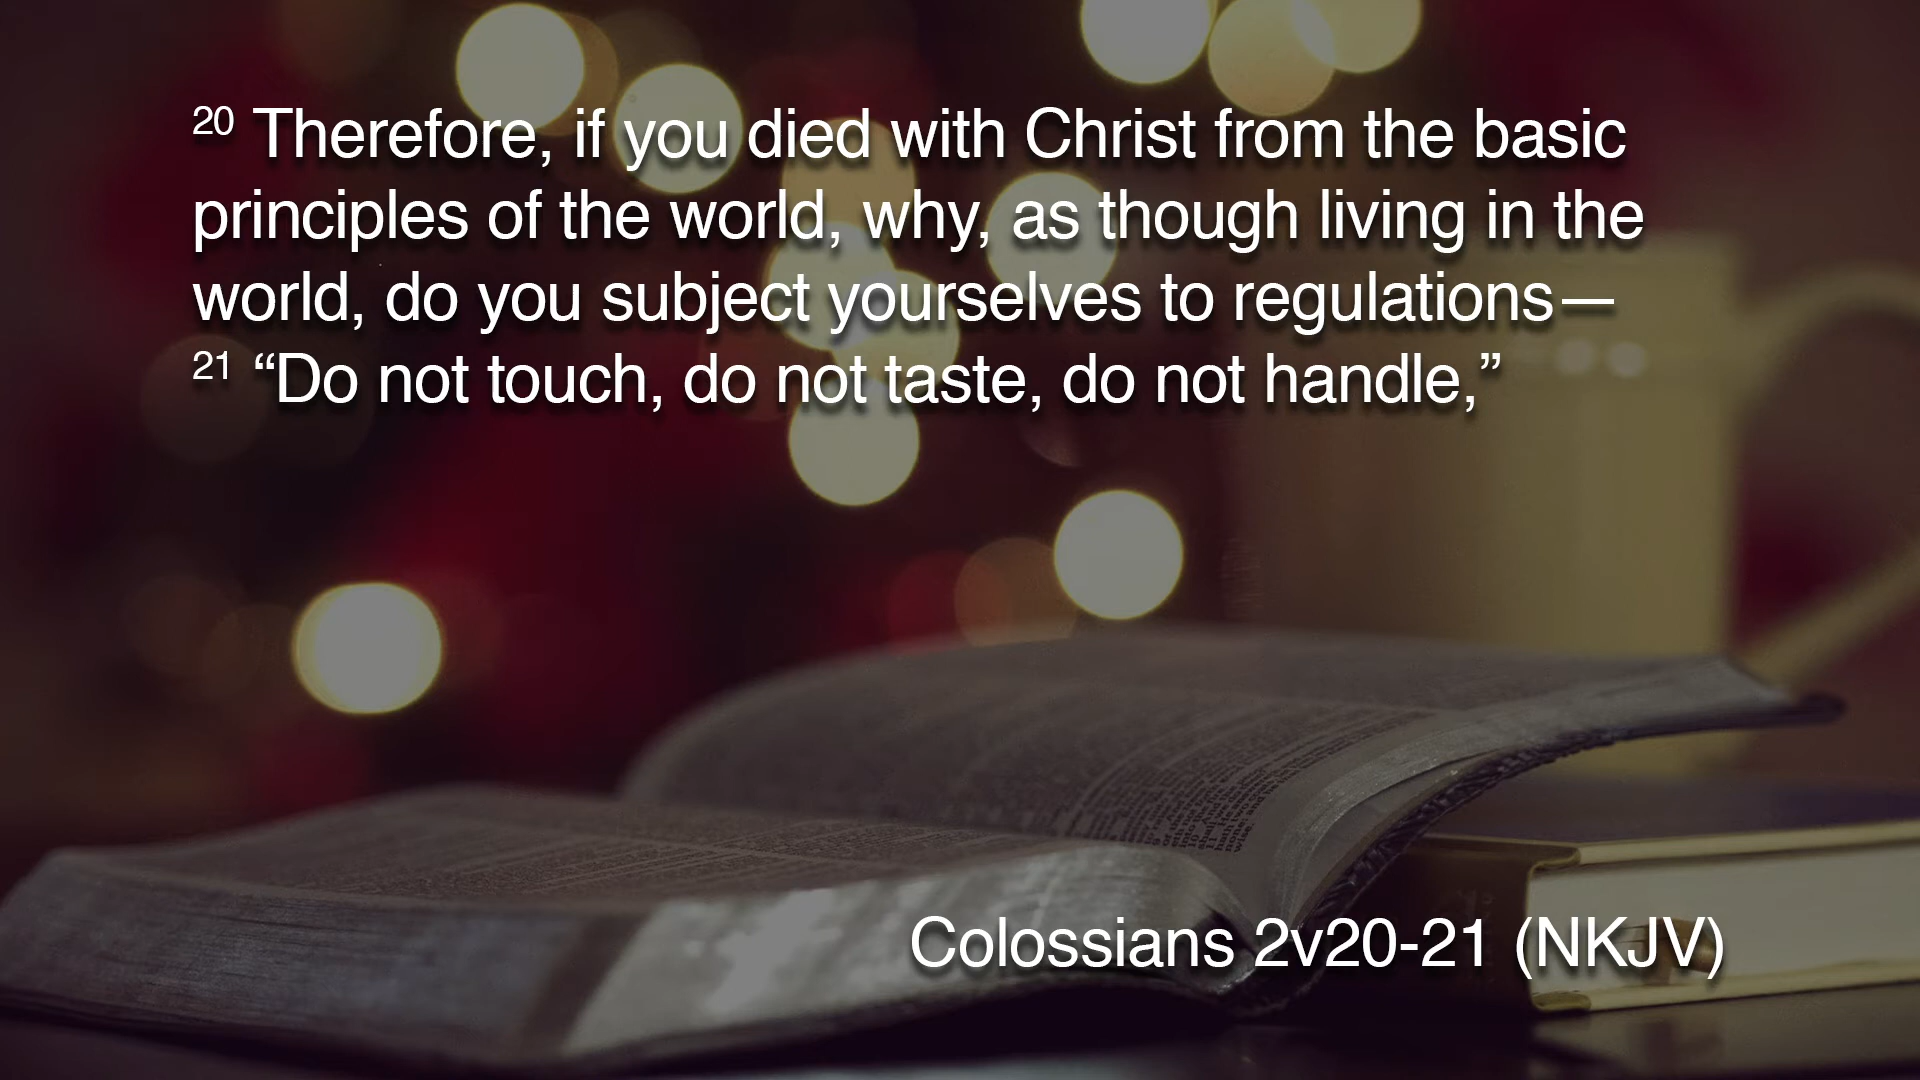 20 Therefore, if you died with Christ from the basic
principles of the world, why, as though living in the
world, do you subject yourselves to regulations—
21 “Do not touch, do not taste, do not handle,”
Colossians 2v20-21 (NKJV)